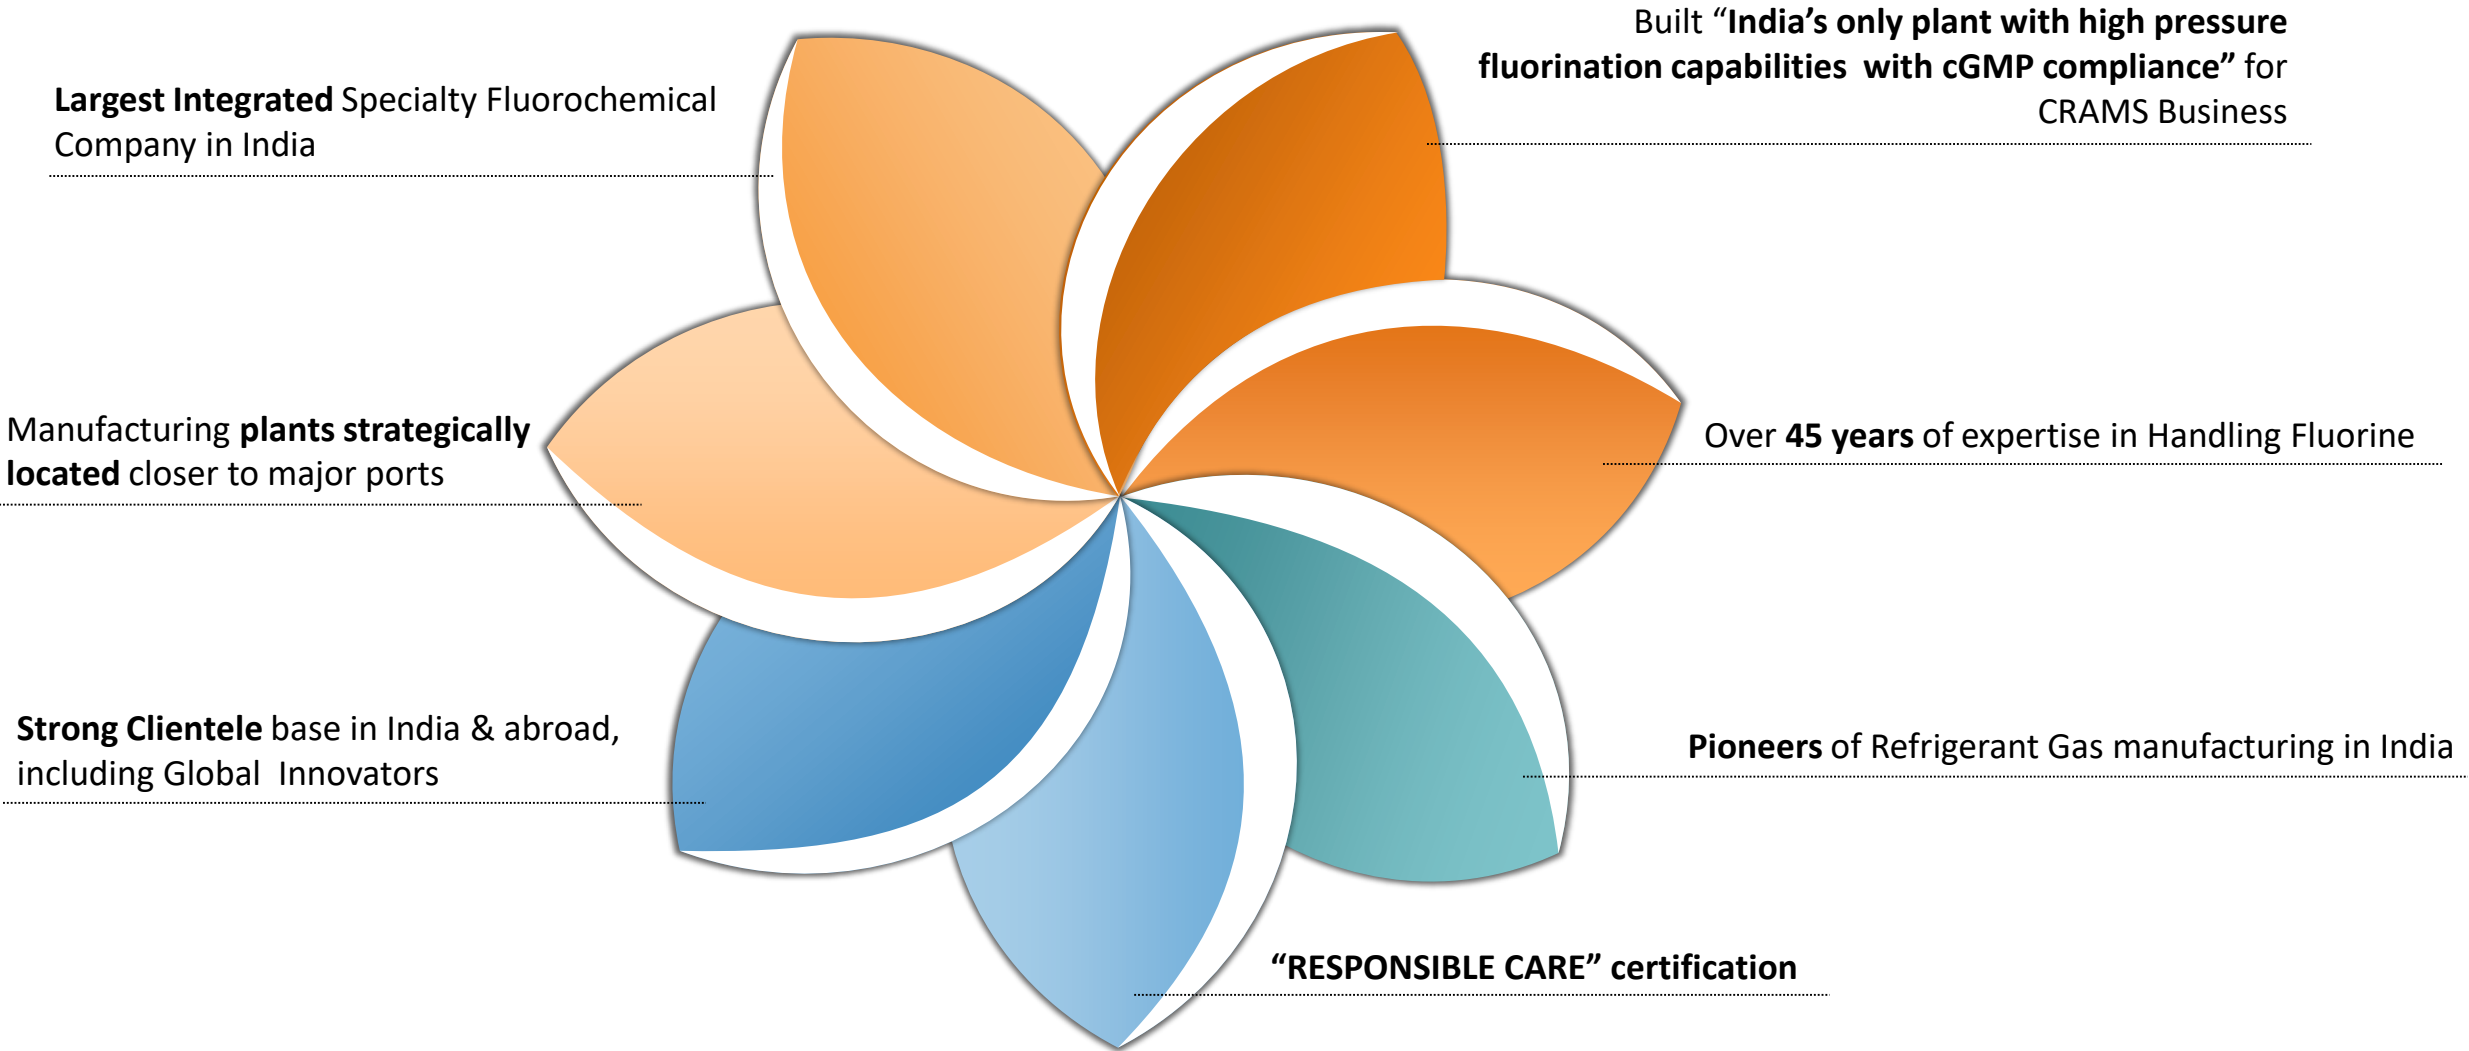 Largest Integrated Specialty Fluorochemical
Company in India
Built “India’s only plant with high pressure
fluorination capabilities  with cGMP compliance” for
CRAMS Business
Manufacturing plants strategically
located closer to major ports
Over 45 years of expertise in Handling Fluorine
Strong Clientele base in India & abroad,
including Global  Innovators
Pioneers of Refrigerant Gas manufacturing in India
“RESPONSIBLE CARE” certification